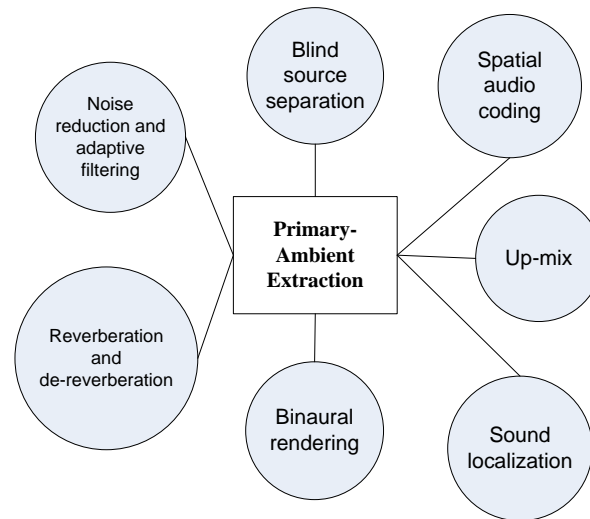 Blind
source
separation
Spatial
audio
coding
Noise
reduction and
adaptive
filtering
Primary-
Ambient
Extraction
Up-mix
Reverberation
and
de-reverberation
Binaural
rendering
Sound
localization